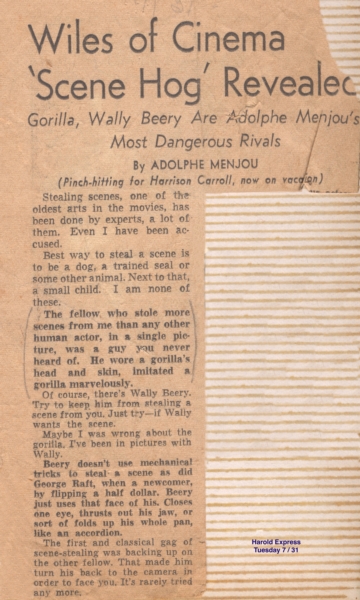 Wiles of Cinema
'Scene Hog' Revealed
Gorilla, Wally Beery Are Adolphe Menjou's
Most Dangerous Rivals
By ADOLPHE MENJOU
(Pinch-hitting for Harrison Carroll, now on vacation)
Stealing scenes, one of the
oldest arts in the movies, has
been done by experts, a lot of
them. Even I have been ac-
cused.
Best way to steal a scene is
to be a dog, a trained seal or
some other animal. Next to that,
a small child. I am none of
these.
The fellow who stole more
scenes from me than any other
human actor, in a single pic-
ture, was a guy you never
heard of. He wore a gorilla's
head and skin, imitated a
gorilla marvelously.
Of course, there's Wally Beery.
Try to keep him from stealing a
scene from you. Just try—if Wally
wants the scene.
Maybe I was wrong about the
gorilla. I've been in pictures with
Wally.
Beery doesn't use mechanical
tricks to steal a scene as did
George Raft, when a newcomer,
by flipping a half dollar. Beery
just uses that face of his. Closes
one eye, thrusts out his jaw, or
sort of folds up his whole pan,
like an accordion.
The first and classical gag of
scene-stealing was backing up on
the other fellow. That made him
turn his back to the camera in
order to face you. It's rarely tried
any more.
Harold Express
Tuesday 7 / 31